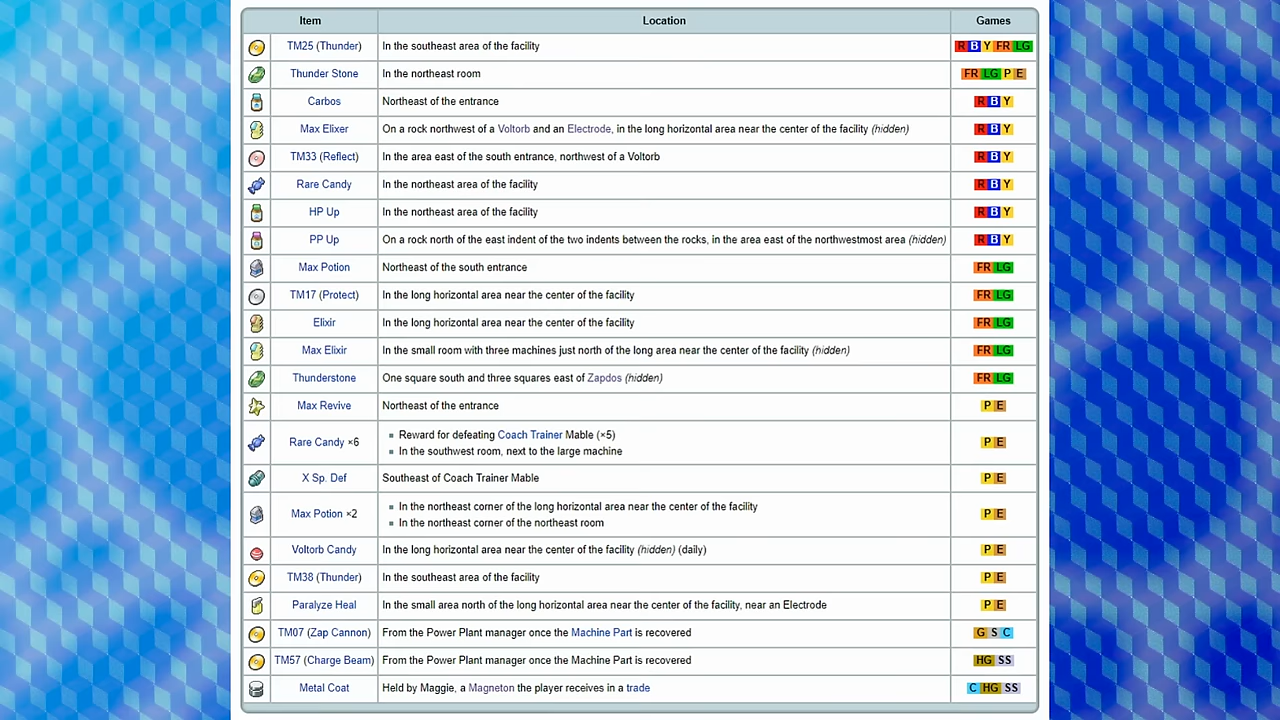 Item Location Games
TM25 (Thunder) In the southeast area of the facility R B Y FR LG
Thunder Stone In the northeast room FR LG P E
Carbos Northeast of the entrance R B Y
Max Elixer On a rock northwest of a Voltorb and an Electrode, in the long horizontal area near the center of the facility (hidden) R B Y
TM33 (Reflect) In the area east of the south entrance, northwest of a Voltorb R B Y
Rare Candy In the northeast area of the facility R B Y
HP Up In the northeast area of the facility R B Y
PP Up On a rock north of the east indent of the two indents between the rocks, in the area east of the northwestmost area (hidden) R B Y
Max Potion Northeast of the south entrance FR LG
TM17 (Protect) In the long horizontal area near the center of the facility FR LG
Elixir In the long horizontal area near the center of the facility FR LG
Max Elixir In the small room with three machines just north of the long area near the center of the facility (hidden) FR LG
Thunderstone One square south and three squares east of Zapdos (hidden) FR LG
Max Revive Northeast of the entrance P E
Rare Candy ×6 ▪ Reward for defeating Coach Trainer Mable (×5) P E
▪ In the southwest room, next to the large machine
X Sp. Def Southeast of Coach Trainer Mable P E
Max Potion ×2 ▪ In the northeast corner of the long horizontal area near the center of the facility P E
▪ In the northeast corner of the northeast room
Voltorb Candy In the long horizontal area near the center of the facility (hidden) (daily) P E
TM38 (Thunder) In the southeast area of the facility P E
Paralyze Heal In the small area north of the long horizontal area near the center of the facility, near an Electrode P E
TM07 (Zap Cannon) From the Power Plant manager once the Machine Part is recovered G S C
TM57 (Charge Beam) From the Power Plant manager once the Machine Part is recovered HG SS
Metal Coat Held by Maggie, a Magneton the player receives in a trade C HG SS